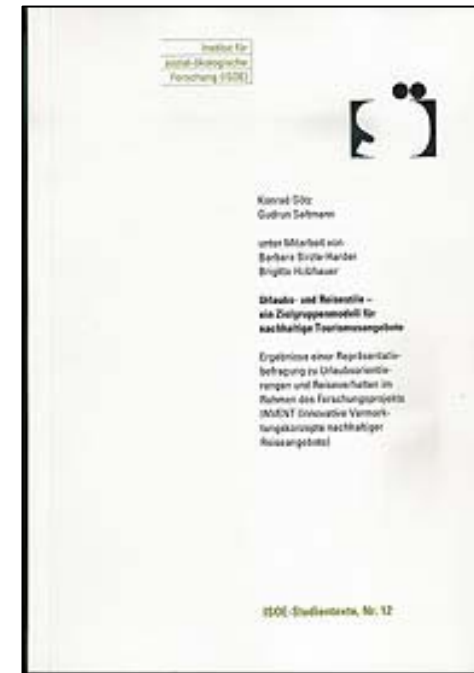 Institut für
sozial-ökologische
Forschung (ISOE)
sö
Konrad Götz
Gudrun Seltmann
unter Mitarbeit von
Barbara Birzle-Harder
Brigitte Holzhauer
Urlaubs- und Reisestile –
ein Zielgruppenmodell für
nachhaltige Tourismusangebote
Ergebnisse einer Repräsentativ-
befragung zu Urlaubsorientie-
rungen und Reiseverhalten im
Rahmen des Forschungsprojekts
INVENT (Innovative Vermark-
tungskonzepte nachhaltiger
Reiseangebote)
ISOE-Studientexte, Nr. 12